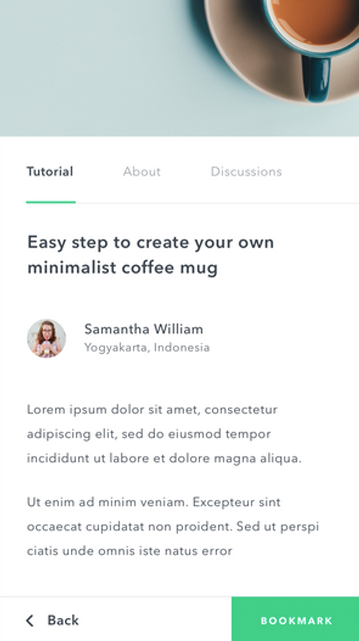 Tutorial About Discussions
Easy step to create your own
minimalist coffee mug
Samantha William
Yogyakarta, Indonesia
Lorem ipsum dolor sit amet, consectetur
adipiscing elit, sed do eiusmod tempor
incididunt ut labore et dolore magna aliqua.
Ut enim ad minim veniam. Excepteur sint
occaecat cupidatat non proident. Sed ut perspi
ciatis unde omnis iste natus error
Back BOOKMARK